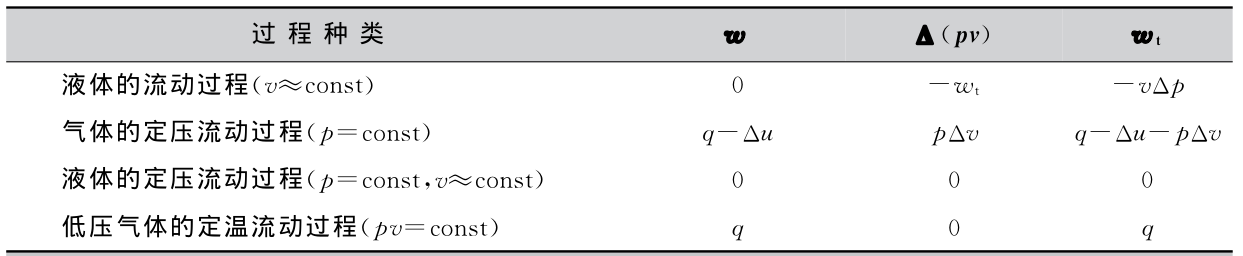 过程种类 w Δ(pv) wt
液体的流动过程(v≈const) 0 -wt -vΔp
气体的定压流动过程(p=const) q-Δu pΔv q-Δu-pΔv
液体的定压流动过程(p=const,v≈const) 0 0 0
低压气体的定温流动过程(pv=const) q 0 q